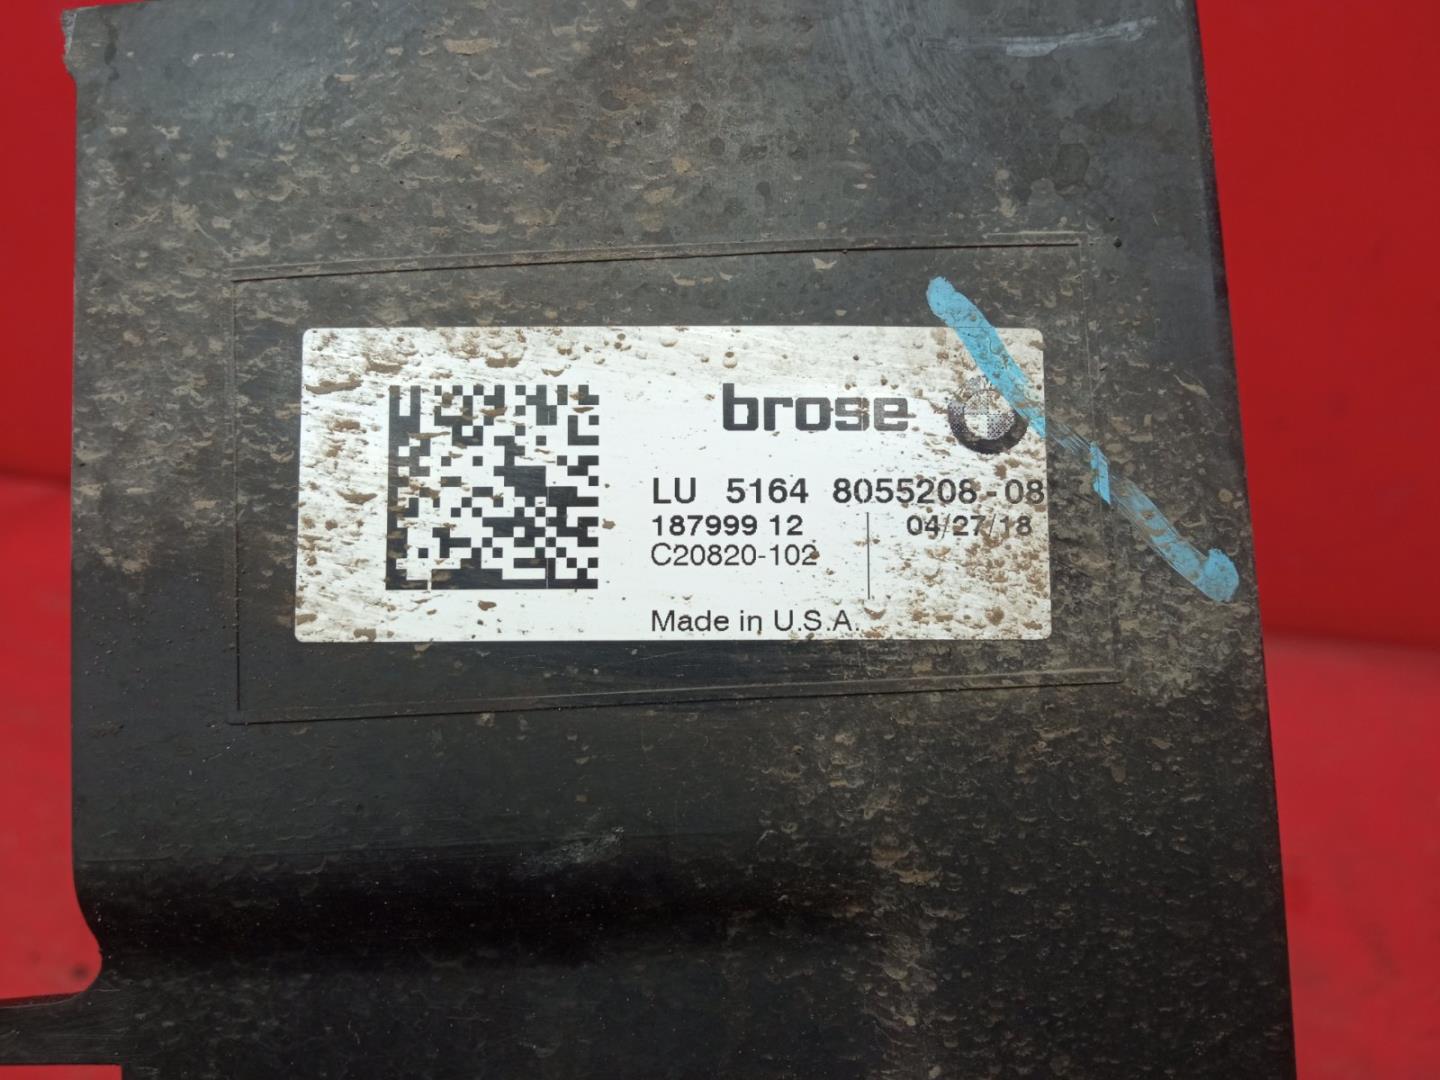 brose
LU 5164 8055208-08
187999 12 04/27/18
C20820-102
Made in U.S.A.